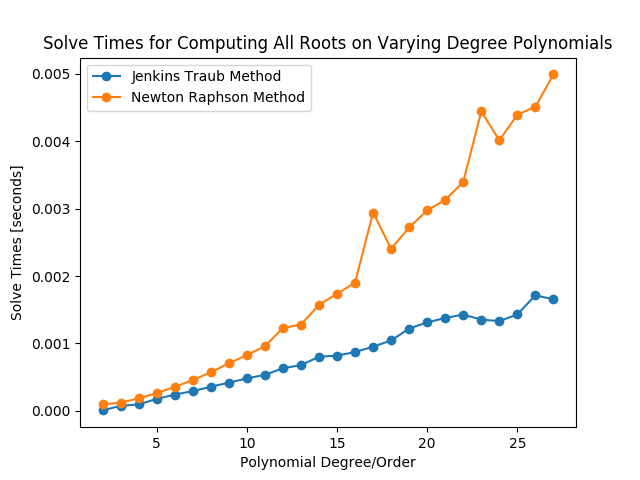 Solve Times for Computing All Roots on Varying Degree Polynomials
Jenkins Traub Method
Newton Raphson Method
0.005
0.004
0.003
0.002
0.001
0.000
Solve Times [seconds]
5 10 15 20 25
Polynomial Degree/Order